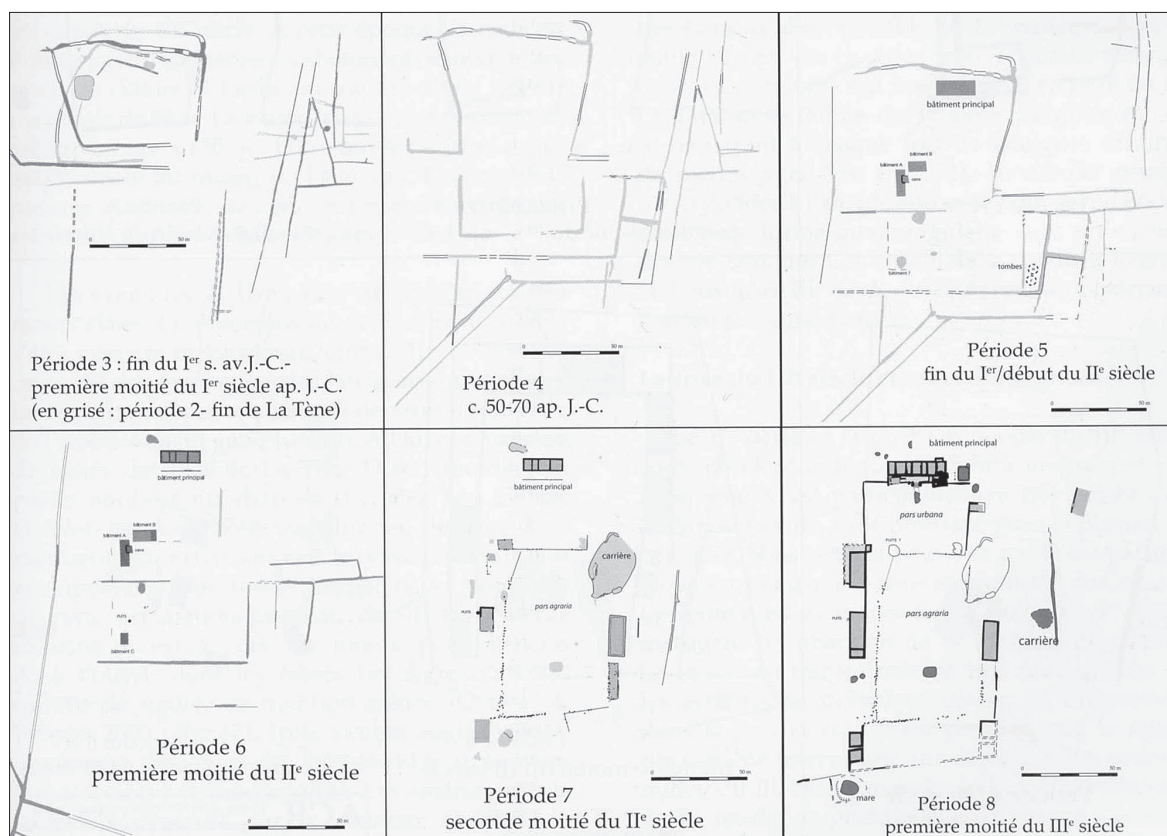 0 50 m
Période 3 : fin du Ier s. av.J.-C.-
première moitié du Ier siècle ap. J.-C.
(en grisé : période 2- fin de La Tène)
0 50 m
Période 4
c. 50-70 ap. J.-C.
bâtiment principal
bâtiment B
bâtiment A
cave
tombes
Période 5
fin du Ier/début du IIe siècle
0 50 m
bâtiment principal
bâtiment B
bâtiment A
PUITS
bâtiment C
Période 6
première moitié du IIe siècle
0 50 m
bâtiment principal
carrière
pars agraria
PUITS
0 50 m
Période 7
seconde moitié du IIe siècle
bâtiment principal
pars urbana
PUITS
pars agraria
carrière
PUITS
0 50 m
mare
Période 8
première moitié du IIIe siècle